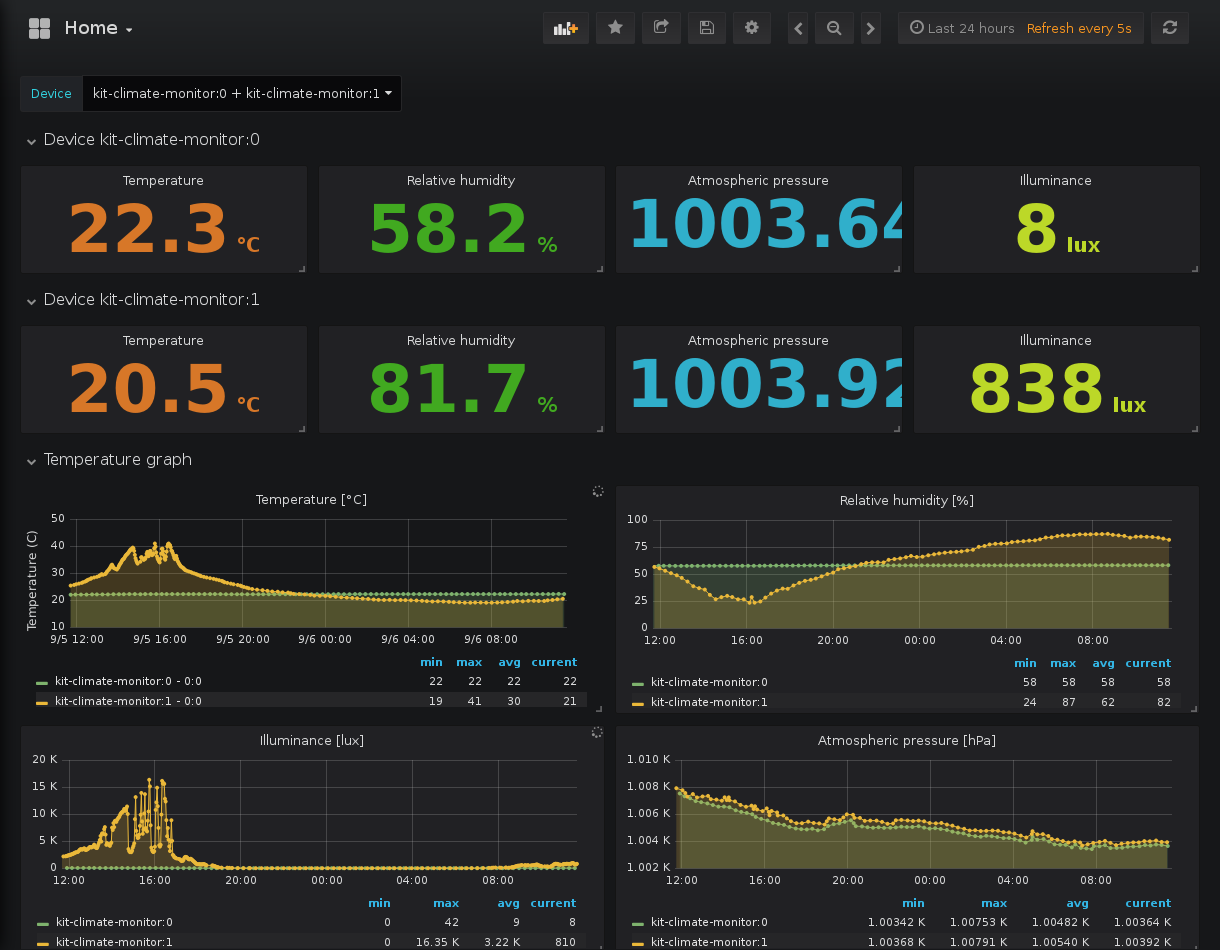 Home
Last 24 hours Refresh every 5s
Device kit-climate-monitor:0 + kit-climate-monitor:1
Device kit-climate-monitor:0
Temperature Relative humidity Atmospheric pressure Illuminance
22.3 °C 58.2 % 1003.64 8 lux
Device kit-climate-monitor:1
Temperature Relative humidity Atmospheric pressure Illuminance
20.5 °C 81.7 % 1003.92 838 lux
Temperature graph
Temperature [°C]
Temperature (C)
50
40
30
20
10
9/5 12:00 9/5 16:00 9/5 20:00 9/6 00:00 9/6 04:00 9/6 08:00
min max avg current
kit-climate-monitor:0 - 0:0 22 22 22 22
kit-climate-monitor:1 - 0:0 19 41 30 21
Relative humidity [%]
100
75
50
25
0
12:00 16:00 20:00 00:00 04:00 08:00
min max avg current
kit-climate-monitor:0 58 58 58 58
kit-climate-monitor:1 24 87 62 82
Illuminance [lux]
20 K
15 K
10 K
5 K
0
12:00 16:00 20:00 00:00 04:00 08:00
min max avg current
kit-climate-monitor:0 0 42 9 8
kit-climate-monitor:1 0 16.35 K 3.22 K 810
Atmospheric pressure [hPa]
1.010 K
1.008 K
1.006 K
1.004 K
1.002 K
12:00 16:00 20:00 00:00 04:00 08:00
min max avg current
kit-climate-monitor:0 1.00342 K 1.00753 K 1.00482 K 1.00364 K
kit-climate-monitor:1 1.00368 K 1.00791 K 1.00540 K 1.00392 K